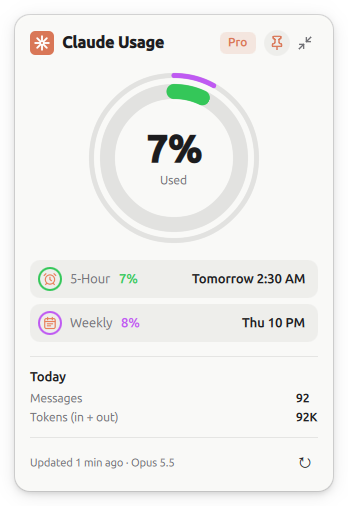 Claude Usage Pro
7%
Used
5-Hour 7% Tomorrow 2:30 AM
Weekly 8% Thu 10 PM
Today
Messages 92
Tokens (in + out) 92K
Updated 1 min ago · Opus 5.5